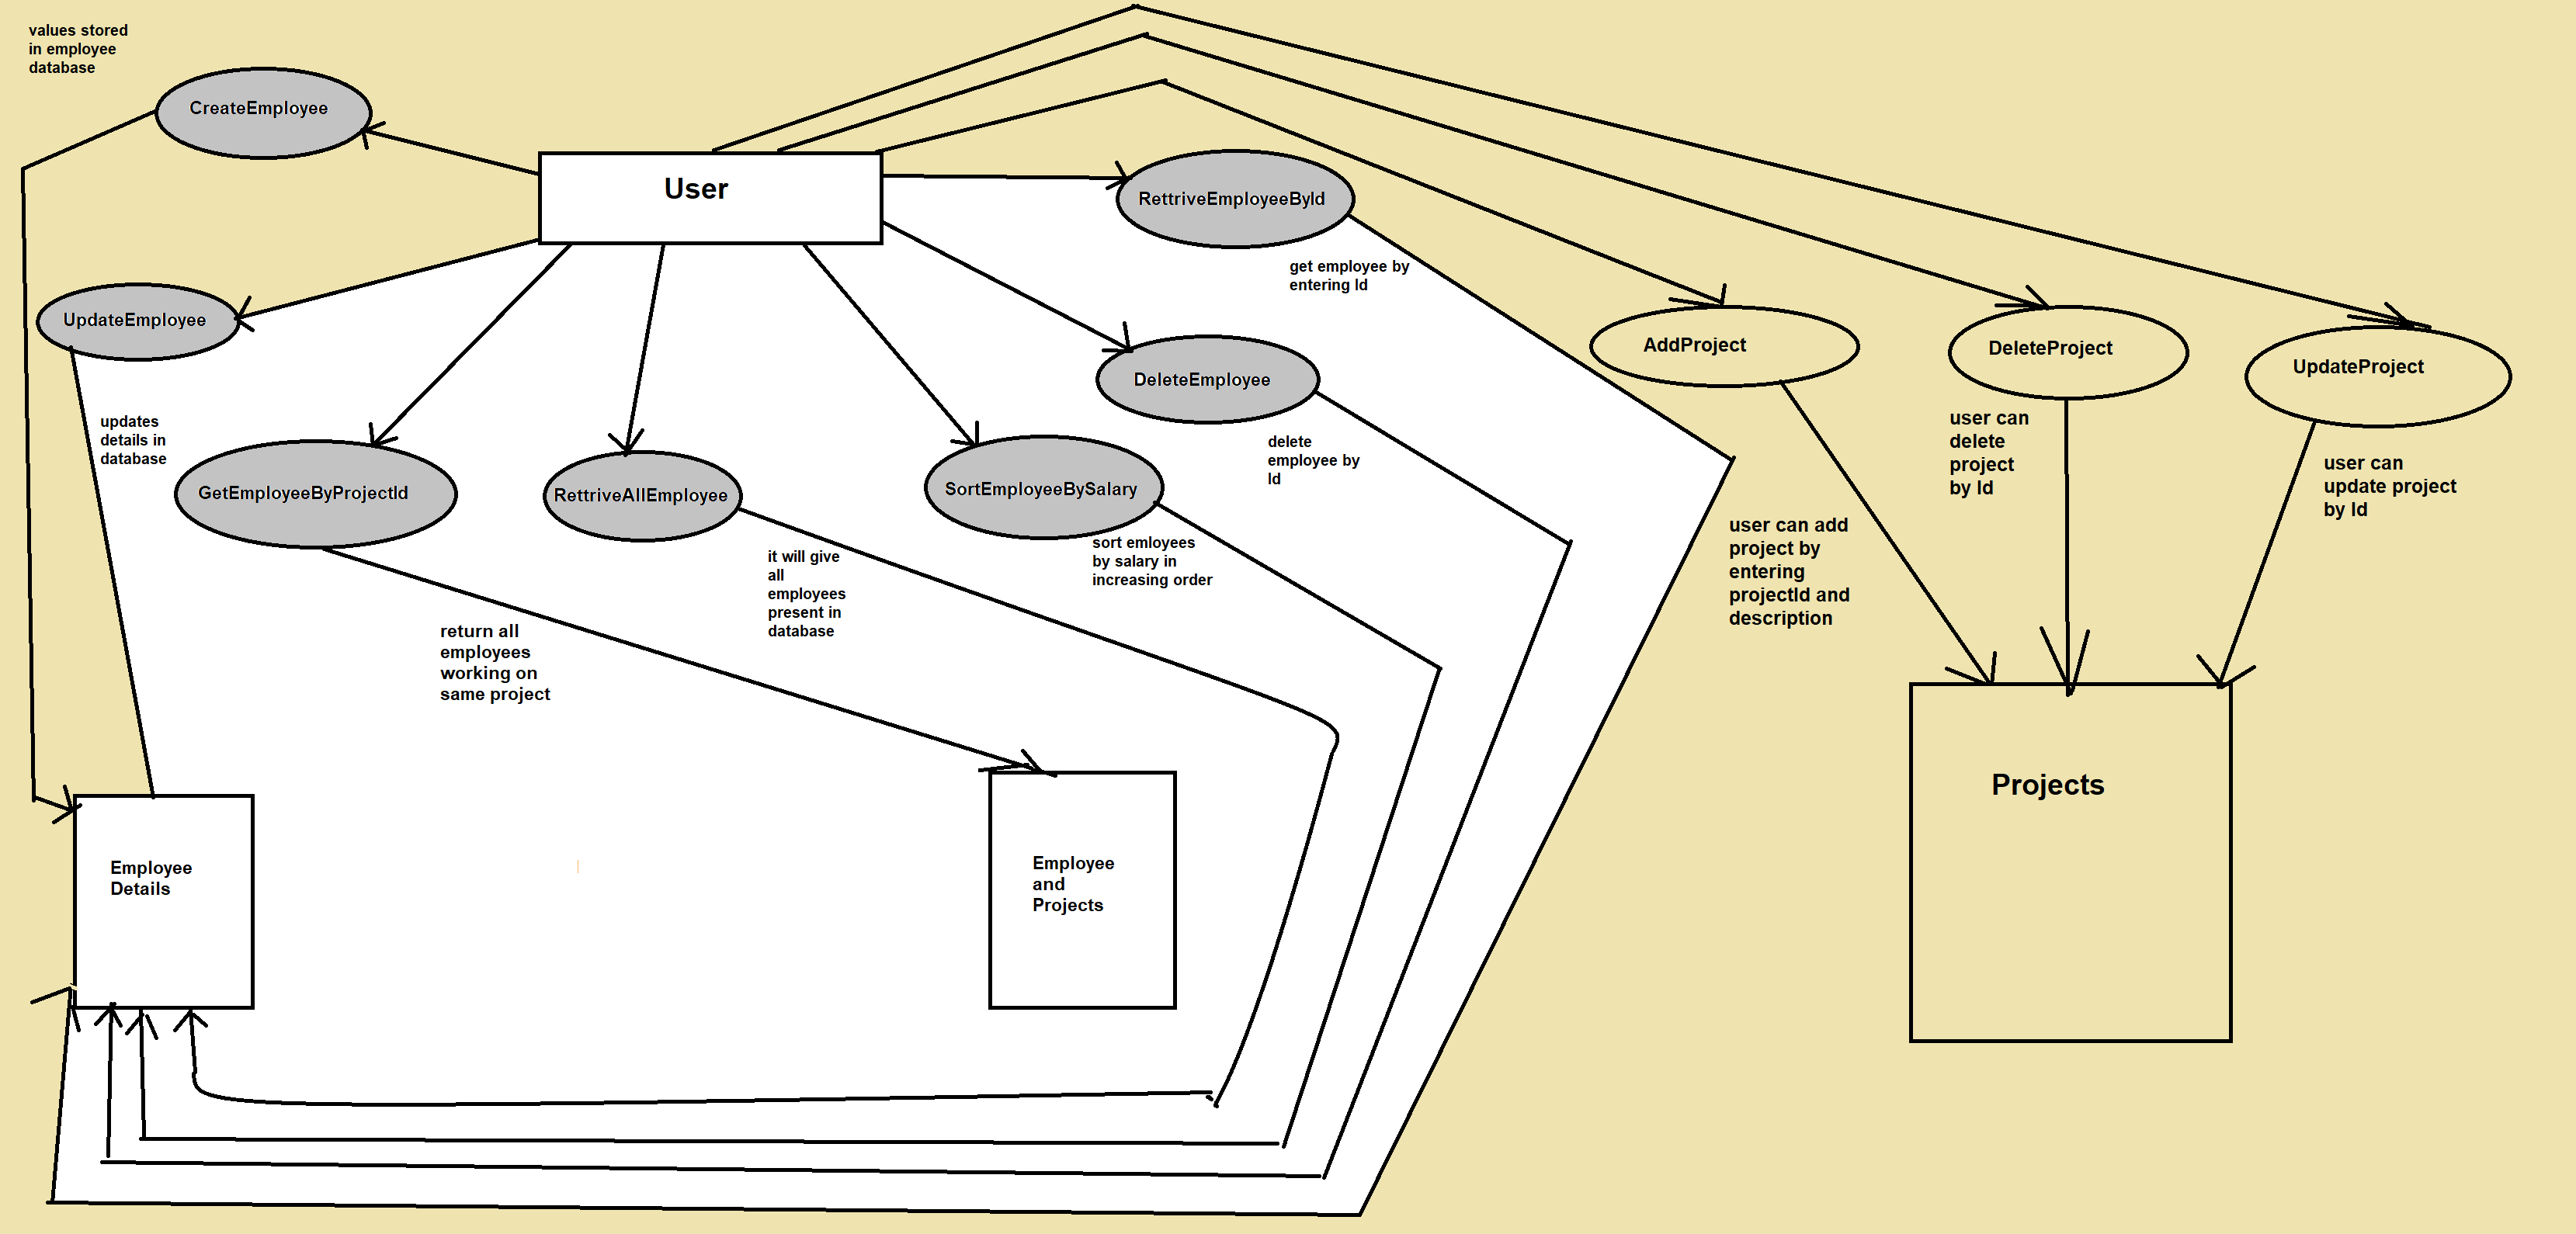 values stored
in employee
database
CreateEmployee
User
RettriveEmployeeById
get employee by
entering Id
UpdateEmployee
updates
details in
database
DeleteEmployee
delete
employee by
Id
GetEmployeeByProjectId
return all
employees
working on
same project
RettriveAllEmployee
it will give
all
employees
present in
database
SortEmployeeBySalary
sort emloyees
by salary in
increasing order
AddProject
user can add
project by
entering
projectId and
description
DeleteProject
user can
delete
project
by Id
UpdateProject
user can
update project
by Id
Employee
Details
Employee
and
Projects
Projects